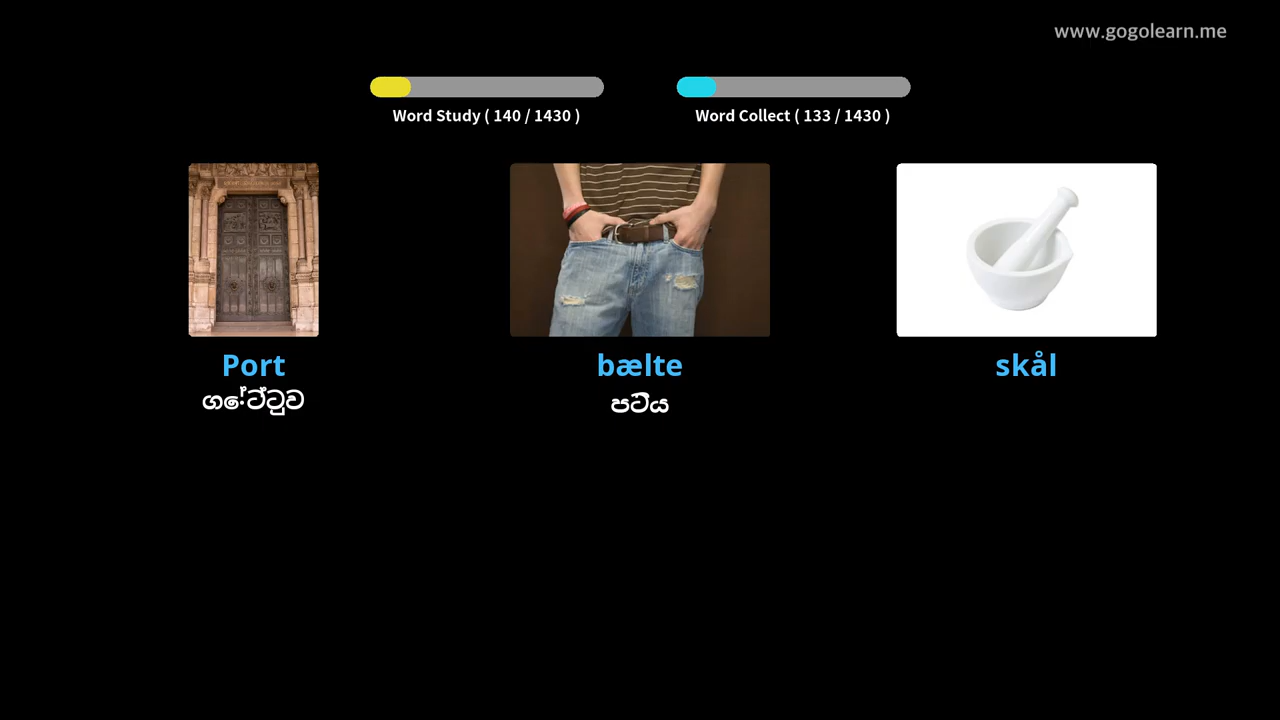 www.gogolearn.me
Word Study ( 140 / 1430 )
Word Collect ( 133 / 1430 )
Port
bælte
skål
ගේට්ටුව
පටිය